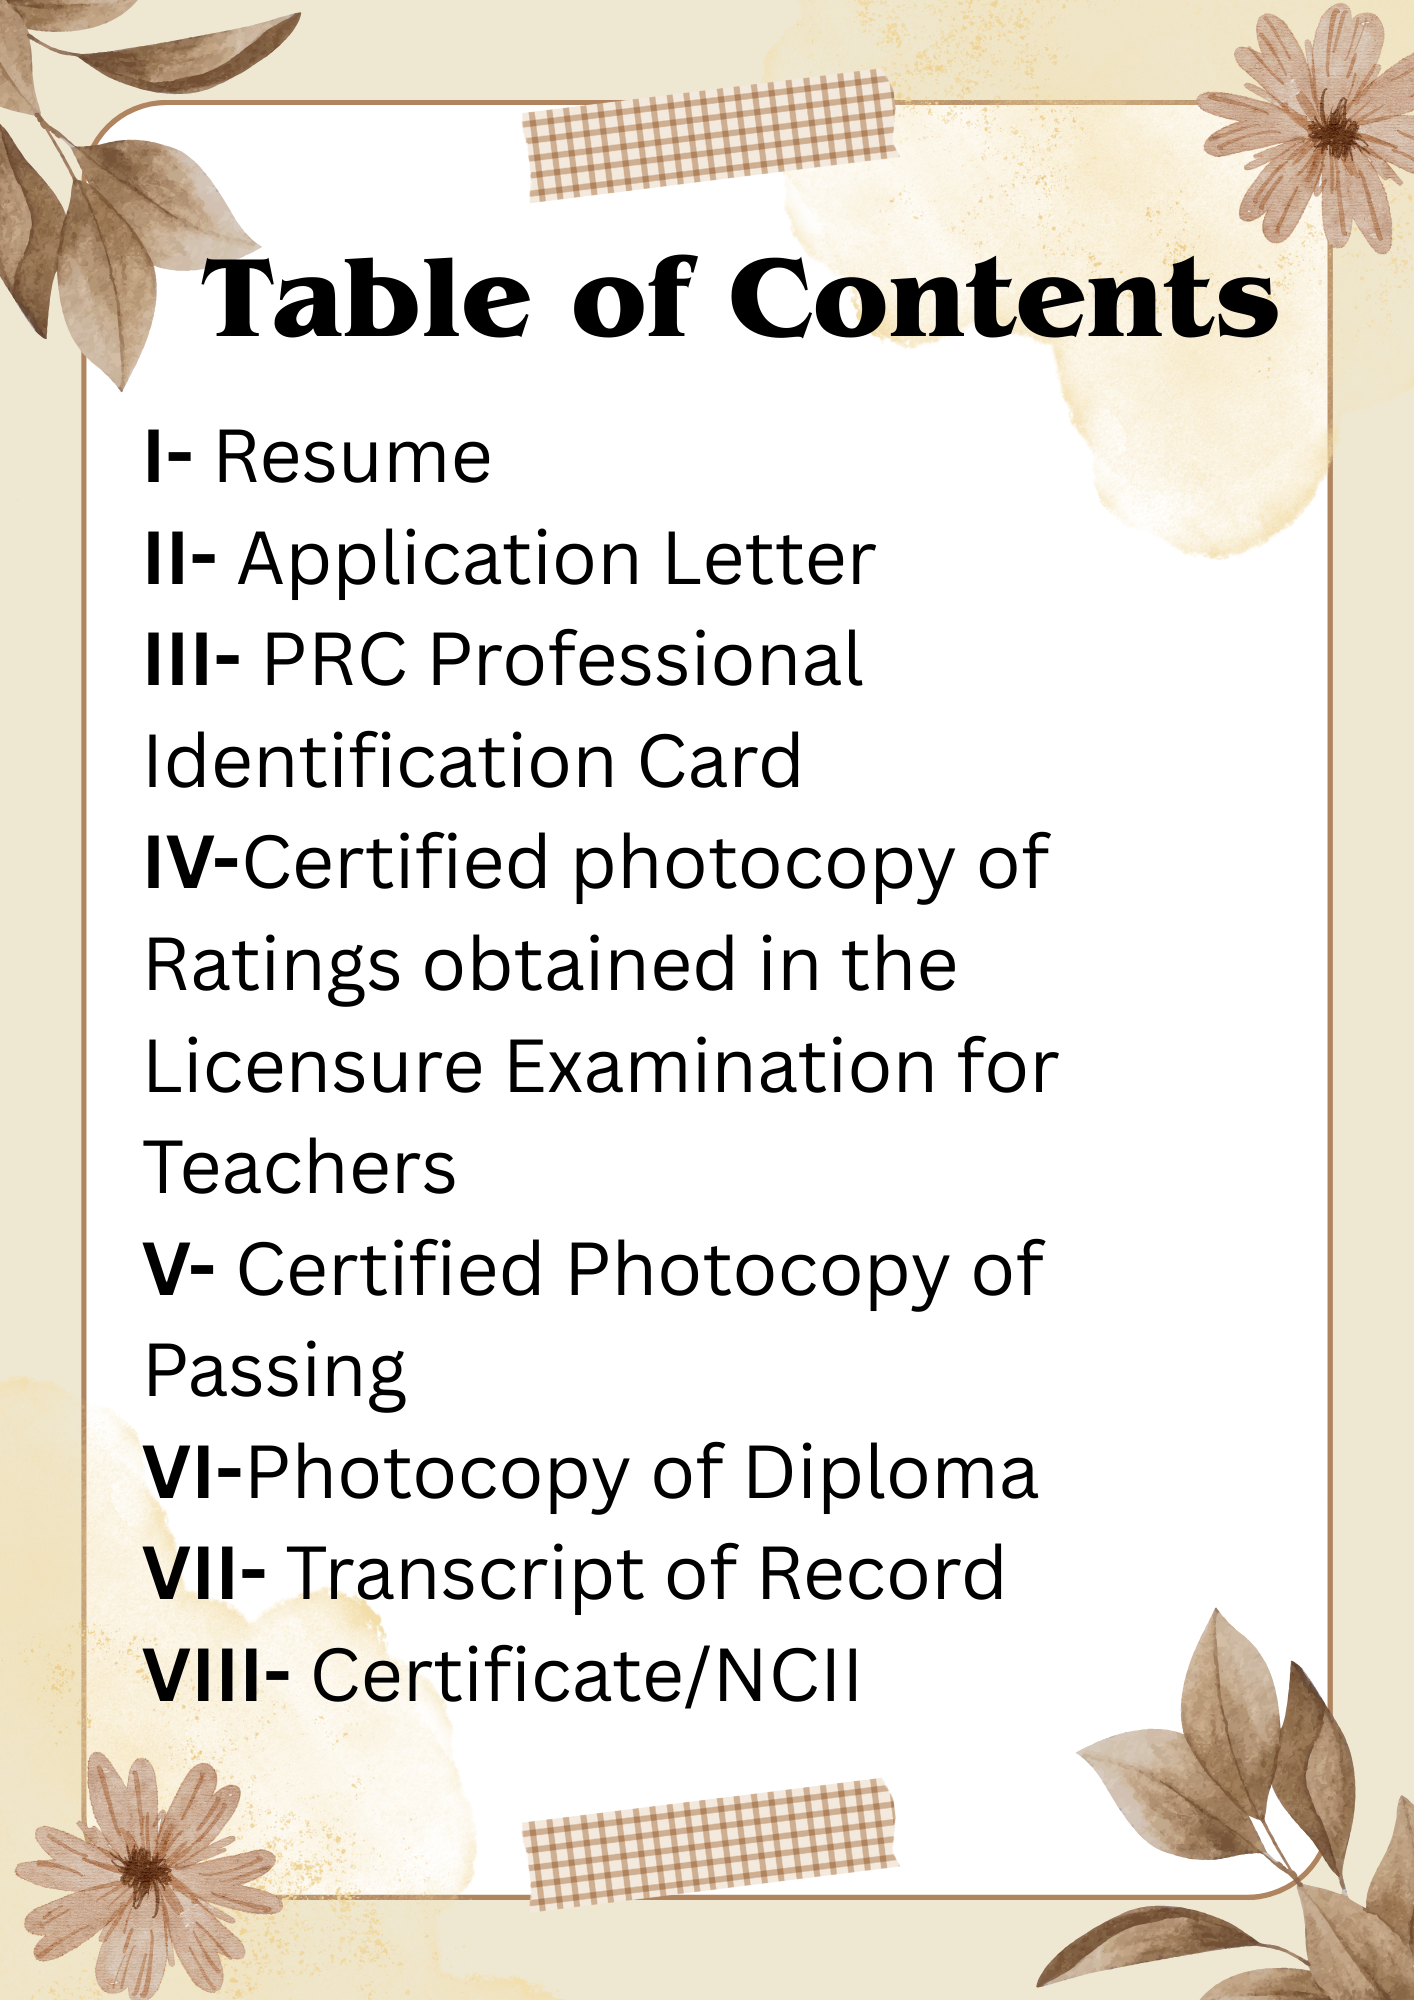 Table of Contents
I- Resume
II- Application Letter
III- PRC Professional
Identification Card
IV-Certified photocopy of
Ratings obtained in the
Licensure Examination for
Teachers
V- Certified Photocopy of
Passing
VI-Photocopy of Diploma
VII- Transcript of Record
VIII- Certificate/NCII